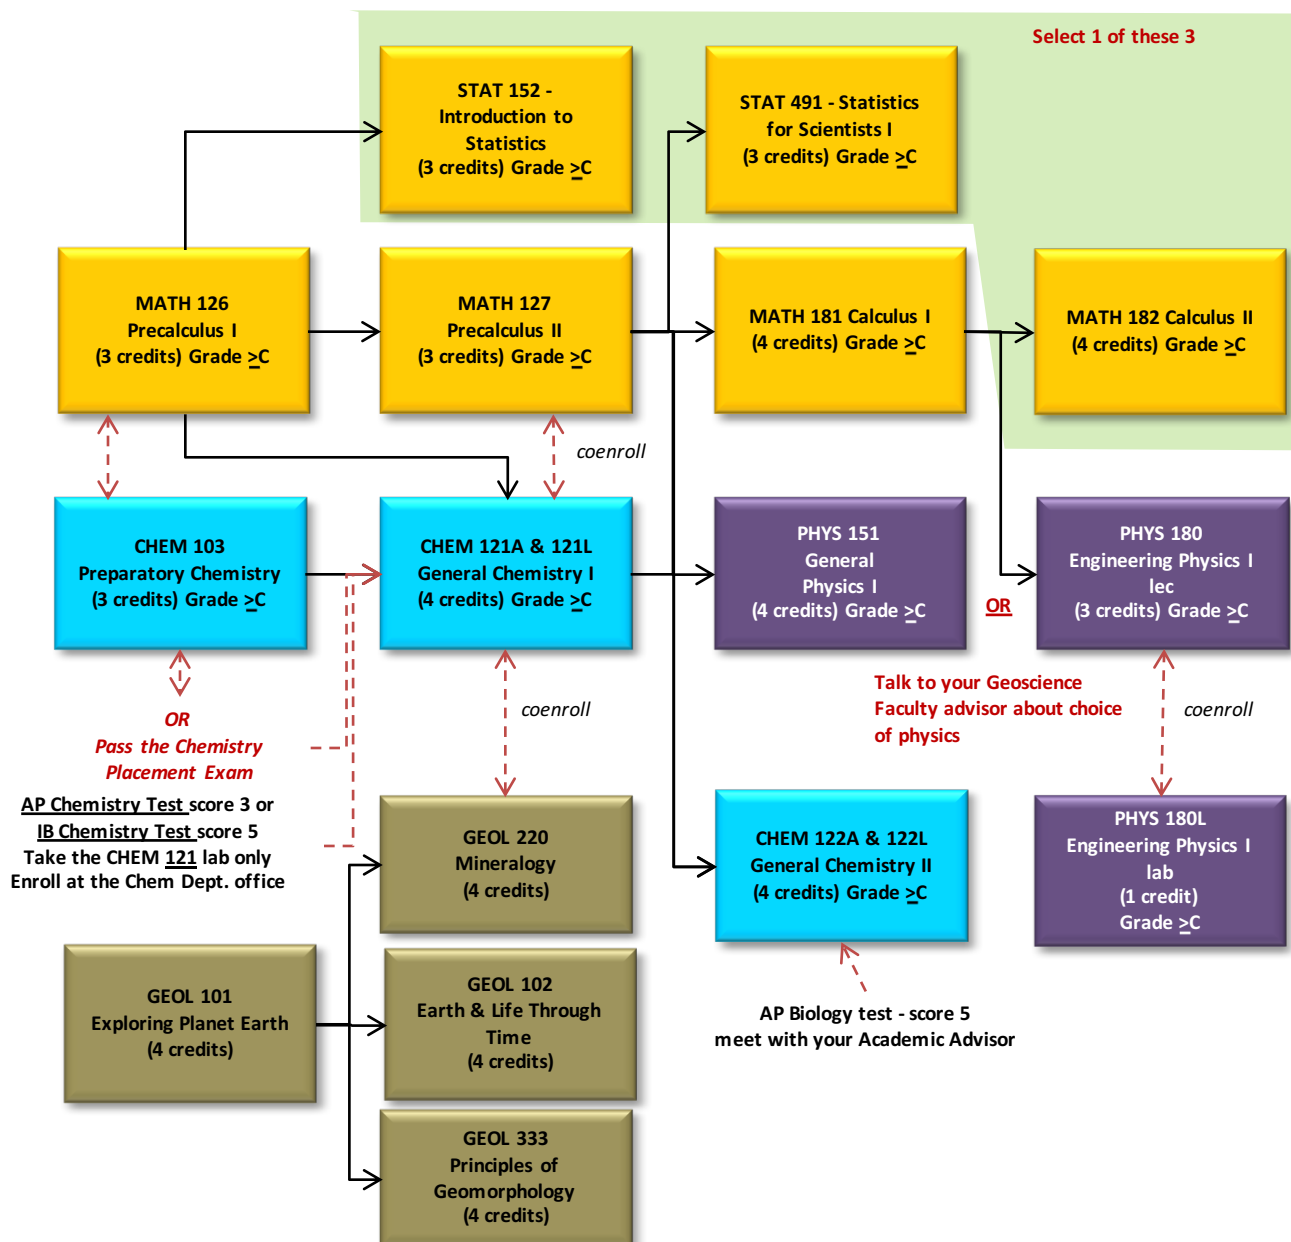 Select 1 of these 3
STAT 152 -
Introduction to
Statistics
(3 credits) Grade >C
STAT 491 - Statistics
for Scientists I
(3 credits) Grade >C
MATH 126
Precalculus I
(3 credits) Grade >C
MATH 127
Precalculus II
(3 credits) Grade >C
MATH 181 Calculus I
(4 credits) Grade >C
MATH 182 Calculus II
(4 credits) Grade >C
coenroll
CHEM 103
Preparatory Chemistry
(3 credits) Grade >C
CHEM 121A & 121L
General Chemistry I
(4 credits) Grade >C
PHYS 151
General
Physics I
(4 credits) Grade >C
OR
PHYS 180
Engineering Physics I
lec
(3 credits) Grade >C
OR
Pass the Chemistry
Placement Exam
AP Chemistry Test score 3 or
IB Chemistry Test score 5
Take the CHEM 121 lab only
Enroll at the Chem Dept. office
coenroll
Talk to your Geoscience
Faculty advisor about choice
of physics
coenroll
GEOL 220
Mineralogy
(4 credits)
CHEM 122A & 122L
General Chemistry II
(4 credits) Grade >C
PHYS 180L
Engineering Physics I
lab
(1 credit)
Grade >C
GEOL 101
Exploring Planet Earth
(4 credits)
GEOL 102
Earth & Life Through
Time
(4 credits)
AP Biology test - score 5
meet with your Academic Advisor
GEOL 333
Principles of
Geomorphology
(4 credits)